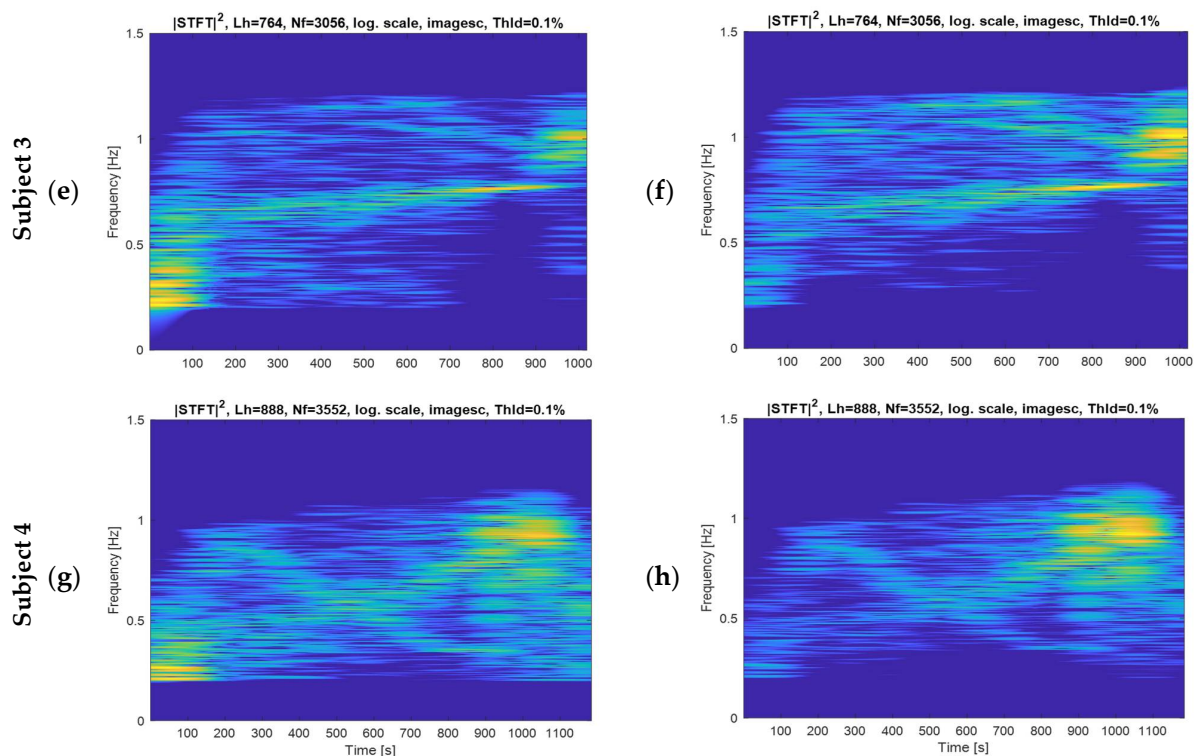 |STFT|², Lh=764, Nf=3056, log. scale, imagesc, Thld=0.1%
1.5
1
0.5
0
Frequency [Hz]
100 200 300 400 500 600 700 800 900 1000
Subject 3
(e)
|STFT|², Lh=764, Nf=3056, log. scale, imagesc, Thld=0.1%
1.5
1
0.5
0
Frequency [Hz]
100 200 300 400 500 600 700 800 900 1000
(f)
|STFT|², Lh=888, Nf=3552, log. scale, imagesc, Thld=0.1%
1.5
1
0.5
0
Frequency [Hz]
100 200 300 400 500 600 700 800 900 1000 1100
Time [s]
Subject 4
(g)
|STFT|², Lh=888, Nf=3552, log. scale, imagesc, Thld=0.1%
1.5
1
0.5
0
Frequency [Hz]
100 200 300 400 500 600 700 800 900 1000 1100
Time [s]
(h)